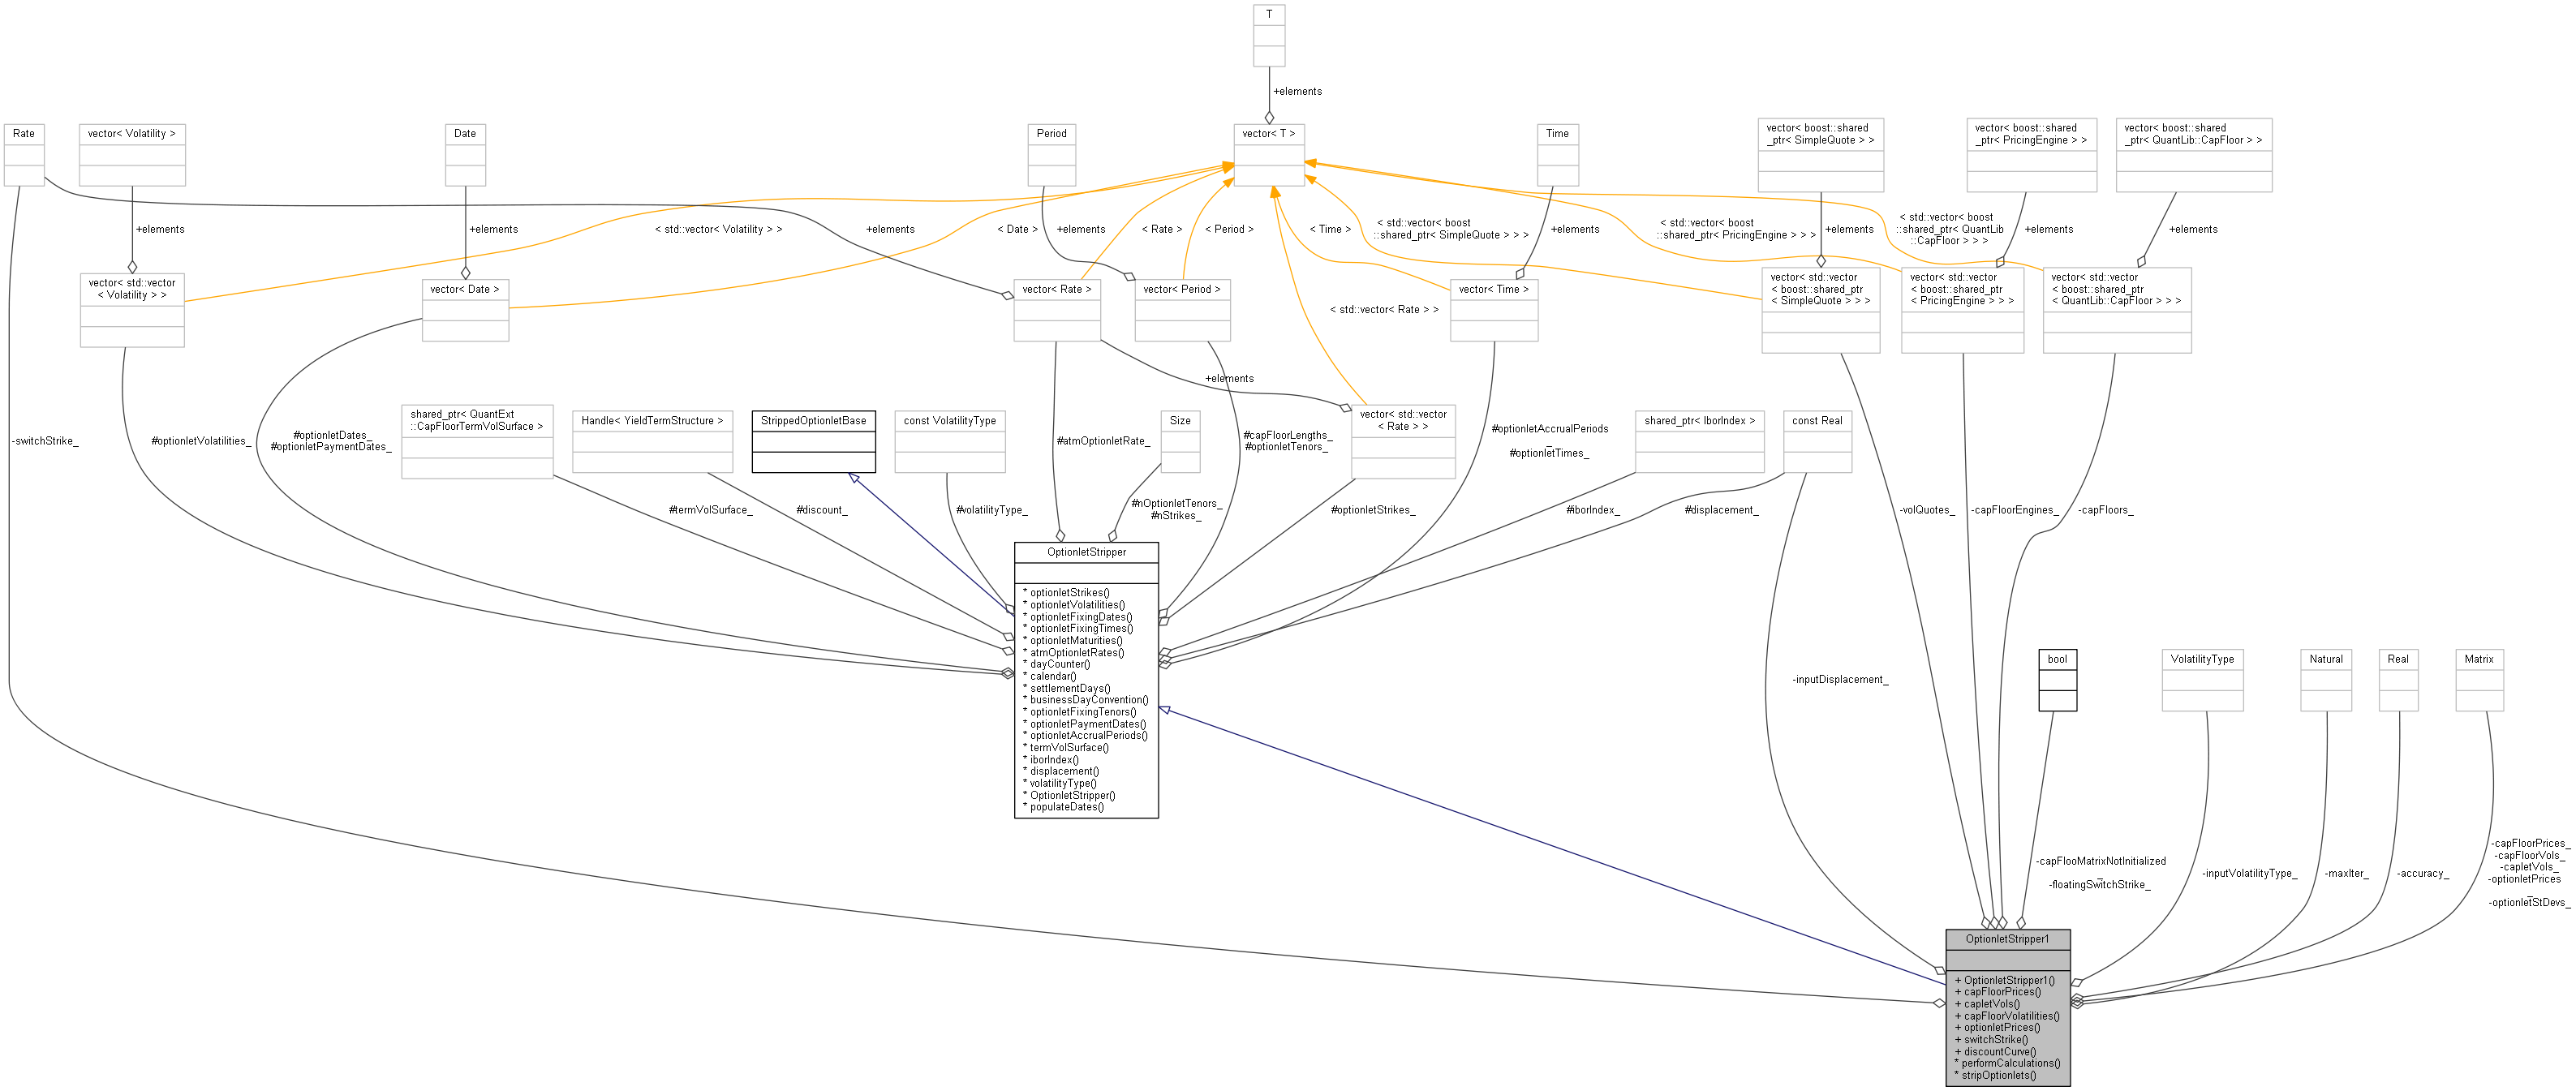 T
+elements
Rate
vector< Volatility >
Date
Period
vector< T >
Time
vector< boost::shared
_ptr< SimpleQuote > >
vector< boost::shared
_ptr< PricingEngine > >
vector< boost::shared
_ptr< QuantLib::CapFloor > >
+elements
< std::vector< Volatility > >
+elements
+elements
< Date >
+elements
< Rate >
< Period >
< Time >
+elements
< std::vector< boost
::shared_ptr< SimpleQuote > > >
+elements
< std::vector< boost
::shared_ptr< PricingEngine > > >
+elements
< std::vector< boost
::shared_ptr< QuantLib
::CapFloor > > >
+elements
vector< std::vector
< Volatility > >
vector< Date >
vector< Rate >
vector< Period >
< std::vector< Rate > >
vector< Time >
vector< std::vector
< boost::shared_ptr
< SimpleQuote > > >
vector< std::vector
< boost::shared_ptr
< PricingEngine > > >
vector< std::vector
< boost::shared_ptr
< QuantLib::CapFloor > > >
+elements
-switchStrike_
#optionletVolatilities_
#optionletDates_
#optionletPaymentDates_
shared_ptr< QuantExt
::CapFloorTermVolSurface >
Handle< YieldTermStructure >
StrippedOptionletBase
const VolatilityType
#atmOptionletRate_
Size
#capFloorLengths_
#optionletTenors_
vector< std::vector
< Rate > >
#optionletAccrualPeriods
_
#optionletTimes_
shared_ptr< IborIndex >
const Real
#termVolSurface_
#discount_
#volatilityType_
#nOptionletTenors_
#nStrikes_
#optionletStrikes_
#iborIndex_
#displacement_
-volQuotes_
-capFloorEngines_
-capFloors_
OptionletStripper
* optionletStrikes()
* optionletVolatilities()
* optionletFixingDates()
* optionletFixingTimes()
* optionletMaturities()
* atmOptionletRates()
* dayCounter()
* calendar()
* settlementDays()
* businessDayConvention()
* optionletFixingTenors()
* optionletPaymentDates()
* optionletAccrualPeriods()
* termVolSurface()
* iborIndex()
* displacement()
* volatilityType()
* OptionletStripper()
* populateDates()
-inputDisplacement_
bool
VolatilityType
Natural
Real
Matrix
-capFlooMatrixNotInitialized
_
-floatingSwitchStrike_
-inputVolatilityType_
-maxIter_
-accuracy_
-capFloorPrices_
-capFloorVols_
-capletVols_
-optionletPrices
_
-optionletStDevs_
OptionletStripper1
+ OptionletStripper1()
+ capFloorPrices()
+ capletVols()
+ capFloorVolatilities()
+ optionletPrices()
+ switchStrike()
+ discountCurve()
* performCalculations()
* stripOptionlets()